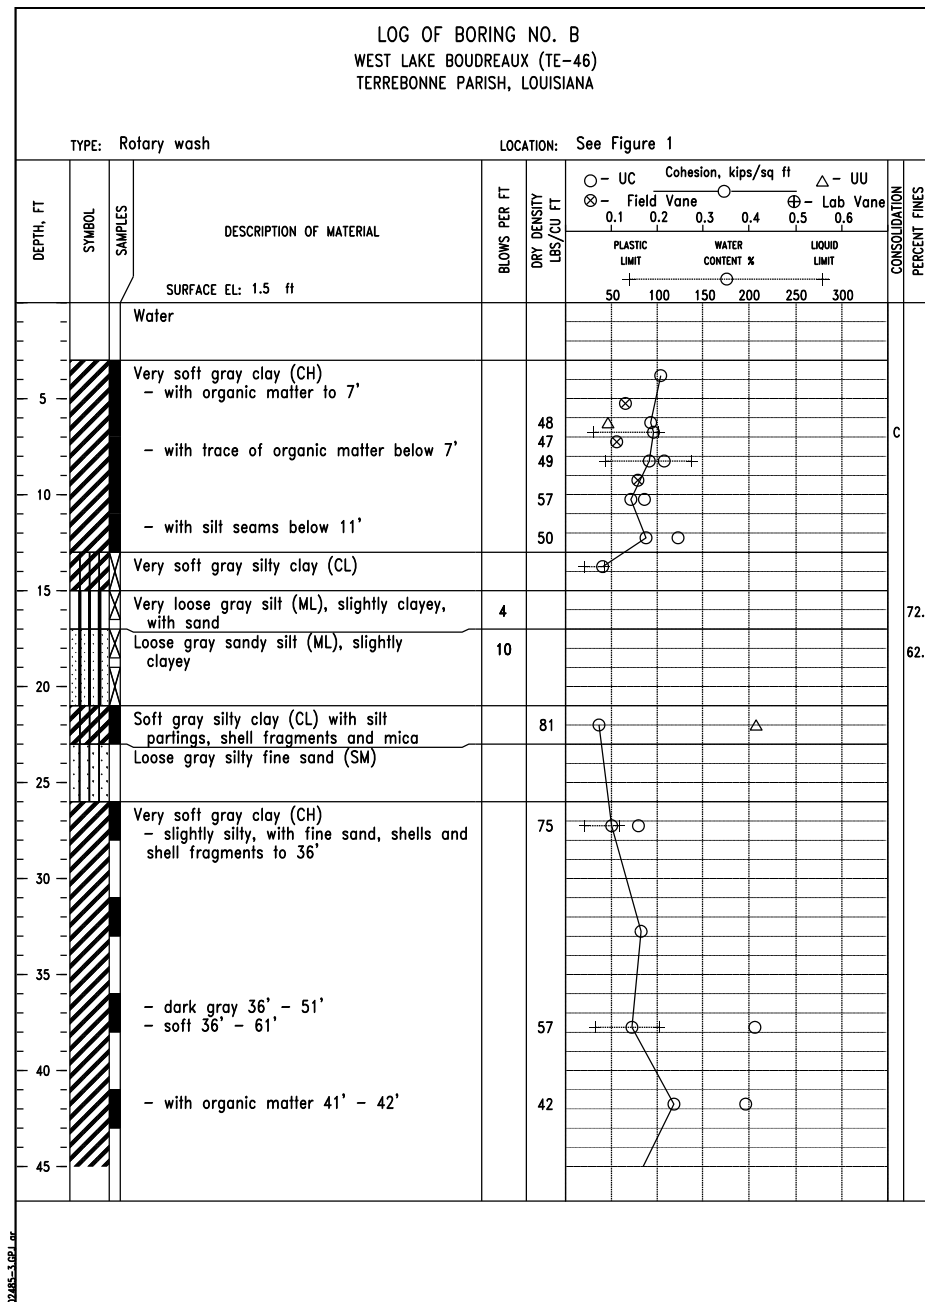 LOG OF BORING NO. B
WEST LAKE BOUDREAUX (TE-46)
TERREBONNE PARISH, LOUISIANA
TYPE: Rotary wash
LOCATION: See Figure 1
DEPTH, FT
SYMBOL
SAMPLES
DESCRIPTION OF MATERIAL
SURFACE EL: 1.5 ft
BLOWS PER FT
DRY DENSITY
LBS/CU FT
Cohesion, kips/sq ft
- UC
- UU
- Field Vane
- Lab Vane
0.1 0.2 0.3 0.4 0.5 0.6
PLASTIC LIMIT
WATER CONTENT %
LIQUID LIMIT
50 100 150 200 250 300
CONSOLIDATION
PERCENT FINES
Water
Very soft gray clay (CH)
5
- with organic matter to 7'
48
47
C
- with trace of organic matter below 7'
49
10
57
- with silt seams below 11'
50
Very soft gray silty clay (CL)
15
Very loose gray silt (ML), slightly clayey,
with sand
4
72.
Loose gray sandy silt (ML), slightly
clayey
10
62.
20
Soft gray silty clay (CL) with silt
partings, shell fragments and mica
81
Loose gray silly fine sand (SM)
25
Very soft gray clay (CH)
- slightly silty, with fine sand, shells and
shell fragments to 36'
75
30
35
- dark gray 36' - 51'
- soft 36' - 61'
57
40
- with organic matter 41' - 42'
42
45